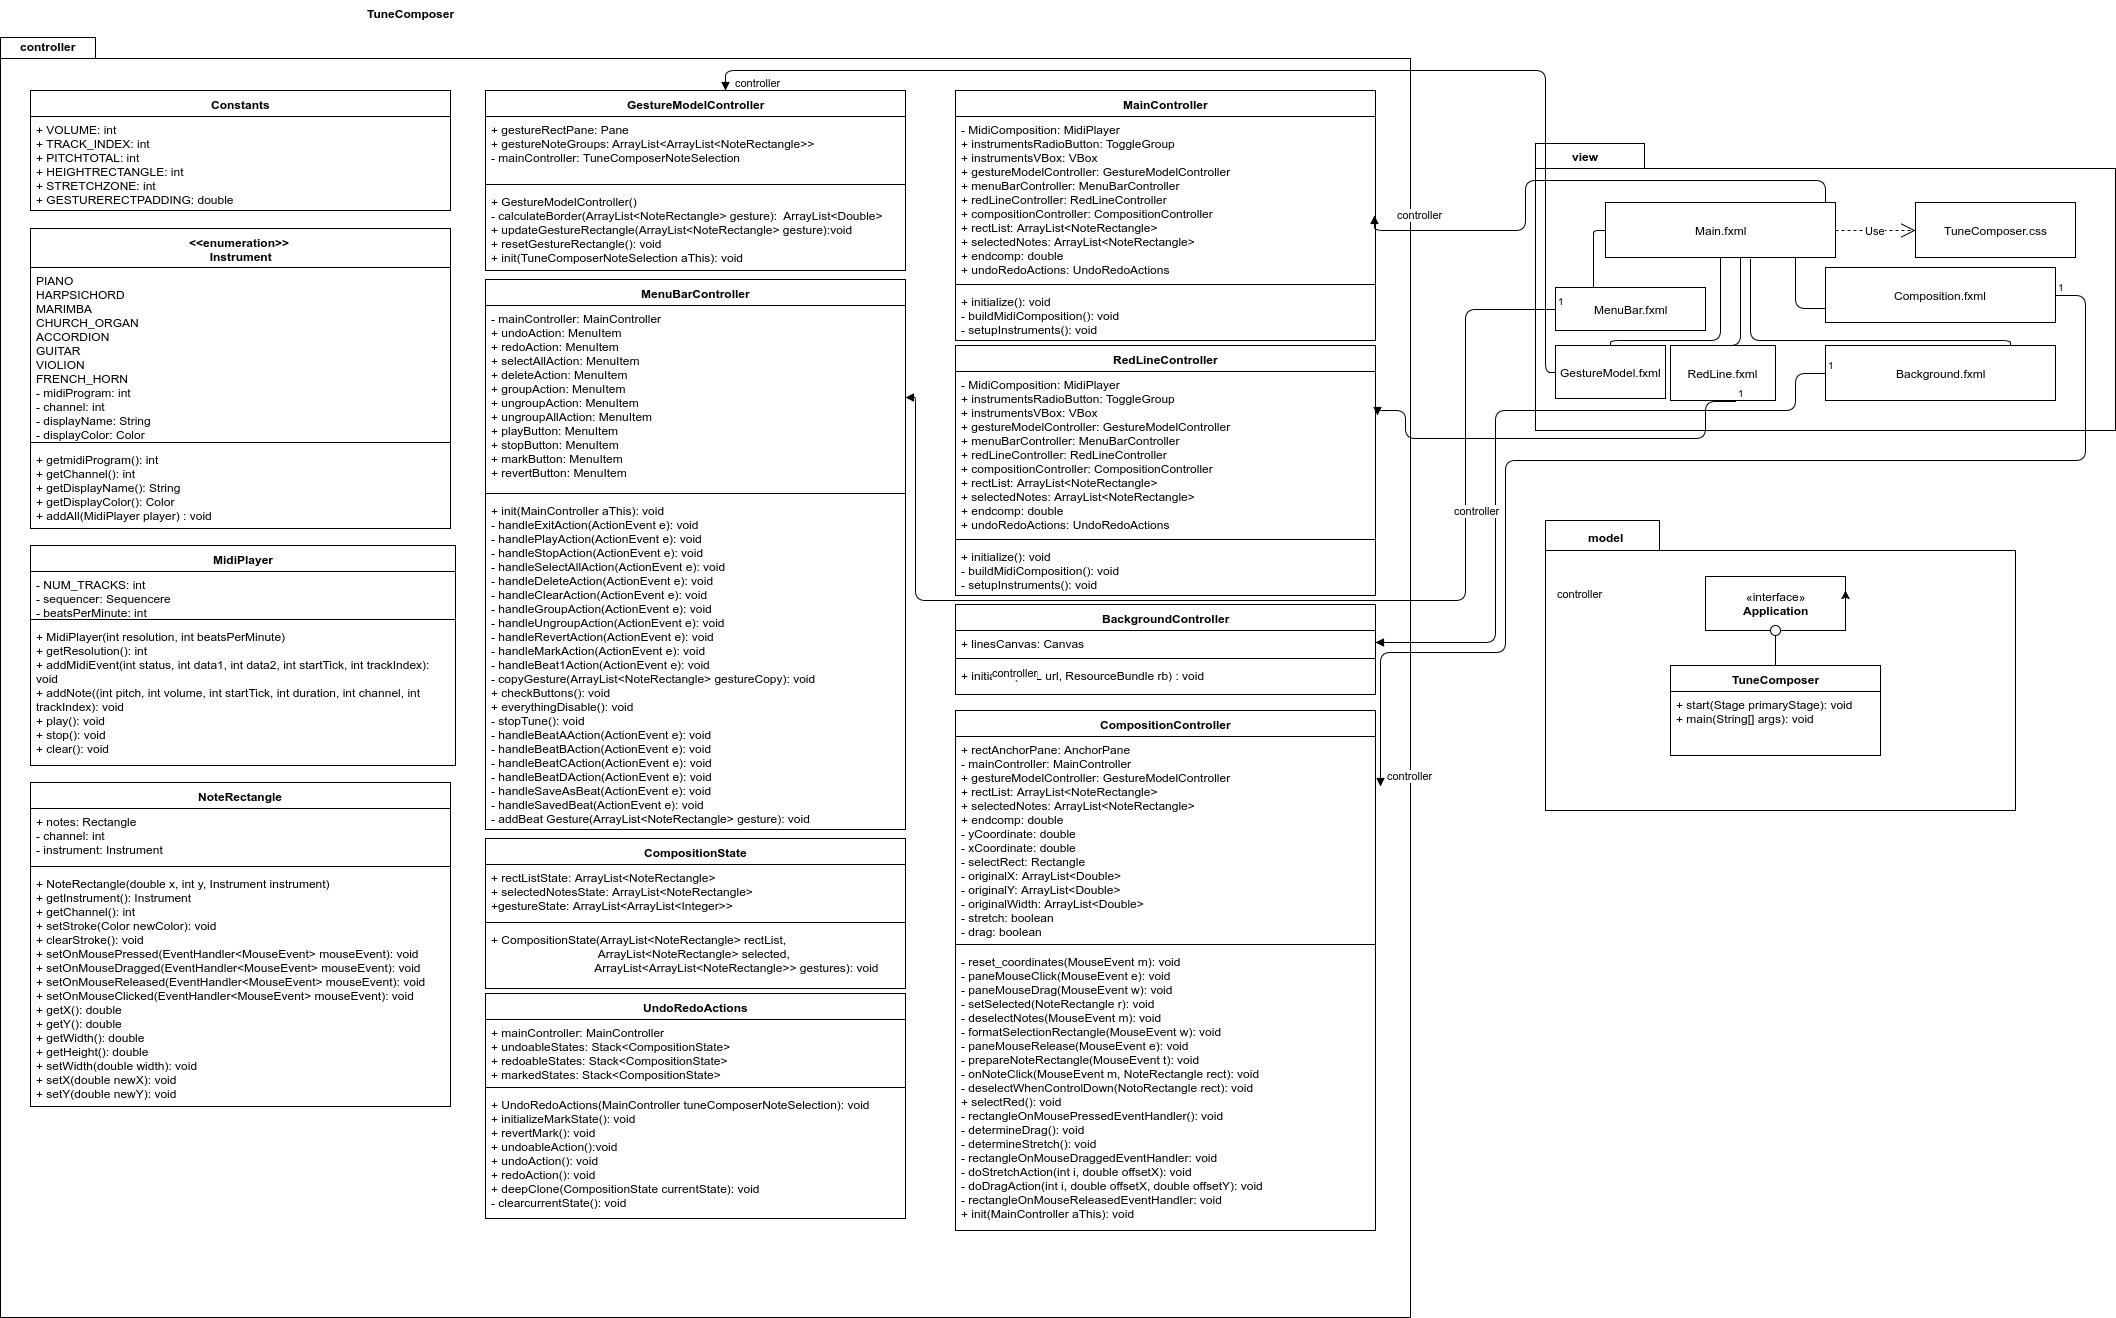 TuneComposer
controller
Constants
+ VOLUME: int
+ TRACK_INDEX: int
+ PITCHTOTAL: int
+ HEIGHTRECTANGLE: int
+ STRETCHZONE: int
+ GESTURERECTPADDING: double
<<enumeration>>
Instrument
PIANO
HARPSICHORD
MARIMBA
CHURCH_ORGAN
ACCORDION
GUITAR
VIOLION
FRENCH_HORN
- midiProgram: int
- channel: int
- displayName: String
- displayColor: Color
+ getmidiProgram(): int
+ getChannel(): int
+ getDisplayName(): String
+ getDisplayColor(): Color
+ addAll(MidiPlayer player) : void
MidiPlayer
- NUM_TRACKS: int
- sequencer: Sequencere
- beatsPerMinute: int
+ MidiPlayer(int resolution, int beatsPerMinute)
+ getResolution(): int
+ addMidiEvent(int status, int data1, int data2, int startTick, int trackIndex):
void
+ addNote((int pitch, int volume, int startTick, int duration, int channel, int
trackIndex): void
+ play(): void
+ stop(): void
+ clear(): void
NoteRectangle
+ notes: Rectangle
- channel: int
- instrument: Instrument
+ NoteRectangle(double x, int y, Instrument instrument)
+ getInstrument(): Instrument
+ getChannel(): int
+ setStroke(Color newColor): void
+ clearStroke(): void
+ setOnMousePressed(EventHandler<MouseEvent> mouseEvent): void
+ setOnMouseDragged(EventHandler<MouseEvent> mouseEvent): void
+ setOnMouseReleased(EventHandler<MouseEvent> mouseEvent): void
+ setOnMouseClicked(EventHandler<MouseEvent> mouseEvent): void
+ getX(): double
+ getY(): double
+ getWidth(): double
+ getHeight(): double
+ setWidth(double width): void
+ setX(double newX): void
+ setY(double newY): void
controller
GestureModelController
+ gestureRectPane: Pane
+ gestureNoteGroups: ArrayList<ArrayList<NoteRectangle>>
- mainController: TuneComposerNoteSelection
+ GestureModelController()
- calculateBorder(ArrayList<NoteRectangle> gesture):  ArrayList<Double>
+ updateGestureRectangle(ArrayList<NoteRectangle> gesture):void
+ resetGestureRectangle(): void
+ init(TuneComposerNoteSelection aThis): void
MenuBarController
- mainController: MainController
+ undoAction: MenuItem
+ redoAction: MenuItem
+ selectAllAction: MenuItem
+ deleteAction: MenuItem
+ groupAction: MenuItem
+ ungroupAction: MenuItem
+ ungroupAllAction: MenuItem
+ playButton: MenuItem
+ stopButton: MenuItem
+ markButton: MenuItem
+ revertButton: MenuItem
+ init(MainController aThis): void
- handleExitAction(ActionEvent e): void
- handlePlayAction(ActionEvent e): void
- handleStopAction(ActionEvent e): void
- handleSelectAllAction(ActionEvent e): void
- handleDeleteAction(ActionEvent e): void
- handleClearAction(ActionEvent e): void
- handleGroupAction(ActionEvent e): void
- handleUngroupAction(ActionEvent e): void
- handleRevertAction(ActionEvent e): void
- handleMarkAction(ActionEvent e): void
- handleBeat1Action(ActionEvent e): void
- copyGesture(ArrayList<NoteRectangle> gestureCopy): void
+ checkButtons(): void
+ everythingDisable(): void
- stopTune(): void
- handleBeatAAction(ActionEvent e): void
- handleBeatBAction(ActionEvent e): void
- handleBeatCAction(ActionEvent e): void
- handleBeatDAction(ActionEvent e): void
- handleSaveAsBeat(ActionEvent e): void
- handleSavedBeat(ActionEvent e): void
- addBeat Gesture(ArrayList<NoteRectangle> gesture): void
CompositionState
+ rectListState: ArrayList<NoteRectangle>
+ selectedNotesState: ArrayList<NoteRectangle>
+gestureState: ArrayList<ArrayList<Integer>>
+ CompositionState(ArrayList<NoteRectangle> rectList,
ArrayList<NoteRectangle> selected,
ArrayList<ArrayList<NoteRectangle>> gestures): void
UndoRedoActions
+ mainController: MainController
+ undoableStates: Stack<CompositionState>
+ redoableStates: Stack<CompositionState>
+ markedStates: Stack<CompositionState>
+ UndoRedoActions(MainController tuneComposerNoteSelection): void
+ initializeMarkState(): void
+ revertMark(): void
+ undoableAction():void
+ undoAction(): void
+ redoAction(): void
+ deepClone(CompositionState currentState): void
- clearcurrentState(): void
MainController
- MidiComposition: MidiPlayer
+ instrumentsRadioButton: ToggleGroup
+ instrumentsVBox: VBox
+ gestureModelController: GestureModelController
+ menuBarController: MenuBarController
+ redLineController: RedLineController
+ compositionController: CompositionController
+ rectList: ArrayList<NoteRectangle>
+ selectedNotes: ArrayList<NoteRectangle>
+ endcomp: double
+ undoRedoActions: UndoRedoActions
+ initialize(): void
- buildMidiComposition(): void
- setupInstruments(): void
RedLineController
- MidiComposition: MidiPlayer
+ instrumentsRadioButton: ToggleGroup
+ instrumentsVBox: VBox
+ gestureModelController: GestureModelController
+ menuBarController: MenuBarController
+ redLineController: RedLineController
+ compositionController: CompositionController
+ rectList: ArrayList<NoteRectangle>
+ selectedNotes: ArrayList<NoteRectangle>
+ endcomp: double
+ undoRedoActions: UndoRedoActions
+ initialize(): void
- buildMidiComposition(): void
- setupInstruments(): void
BackgroundController
+ linesCanvas: Canvas
controller url, ResourceBundle rb) : void
CompositionController
+ rectAnchorPane: AnchorPane
- mainController: MainController
+ gestureModelController: GestureModelController
+ rectList: ArrayList<NoteRectangle>
+ selectedNotes: ArrayList<NoteRectangle>
+ endcomp: double
- yCoordinate: double
- xCoordinate: double
- selectRect: Rectangle
- originalX: ArrayList<Double>
- originalY: ArrayList<Double>
- originalWidth: ArrayList<Double>
- stretch: boolean
- drag: boolean
- reset_coordinates(MouseEvent m): void
- paneMouseClick(MouseEvent e): void
- paneMouseDrag(MouseEvent w): void
- setSelected(NoteRectangle r): void
- deselectNotes(MouseEvent m): void
- formatSelectionRectangle(MouseEvent w): void
- paneMouseRelease(MouseEvent e): void
- prepareNoteRectangle(MouseEvent t): void
- onNoteClick(MouseEvent m, NoteRectangle rect): void
- deselectWhenControlDown(NotoRectangle rect): void
+ selectRed(): void
- rectangleOnMousePressedEventHandler(): void
- determineDrag(): void
- determineStretch(): void
- rectangleOnMouseDraggedEventHandler: void
- doStretchAction(int i, double offsetX): void
- doDragAction(int i, double offsetX, double offsetY): void
- rectangleOnMouseReleasedEventHandler: void
+ init(MainController aThis): void
controller
controller
controller
view
Main.fxml
Use
TuneComposer.css
1
MenuBar.fxml
Composition.fxml
1
GestureModel.fxml
RedLine.fxml
1
1
Background.fxml
model
controller
«interface»
Application
TuneComposer
+ start(Stage primaryStage): void
+ main(String[] args): void